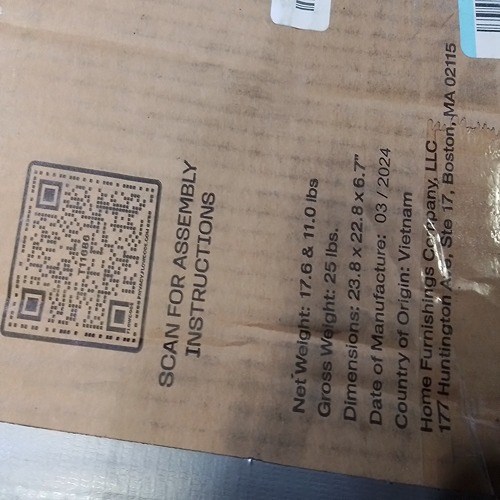 SCAN FOR ASSEMBLY
INSTRUCTIONS
Net Weight: 17.6 & 11.0 lbs
Gross Weight: 25 lbs.
Dimensions: 23.8 x 22.8 x 6.7"
Date of Manufacture: 03 / 2024
Country of Origin: Vietnam
Home Furnishings Company, LLC
177 Huntington Ave, Ste 17, Boston, MA 02115